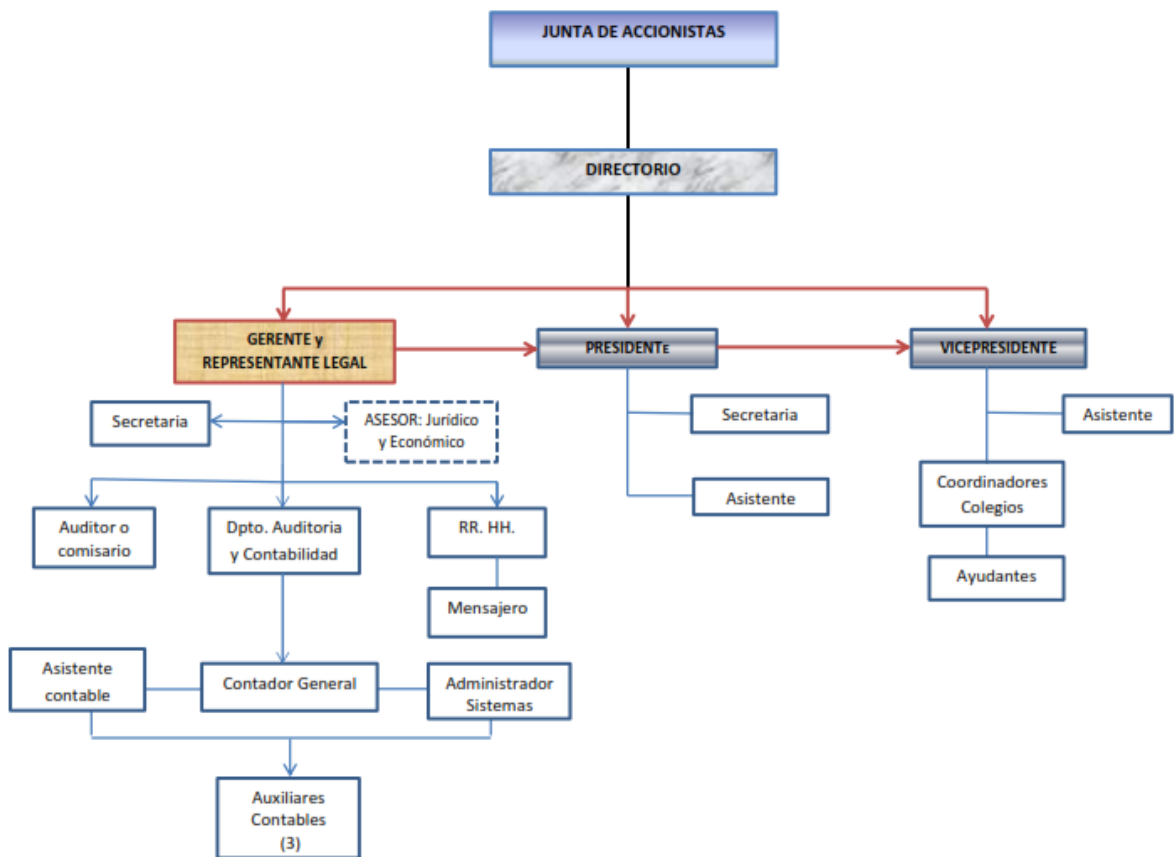 JUNTA DE ACCIONISTAS
DIRECTORIO
GERENTE y
REPRESENTANTE LEGAL
PRESIDENTE
VICEPRESIDENTE
Secretaria
ASESOR: Jurídico
y Económico
Secretaria
Asistente
Asistente
Coordinadores
Colegios
Ayudantes
Auditor o
comisario
Dpto. Auditoria
y Contabilidad
RR. HH.
Mensajero
Asistente
contable
Contador General
Administrador
Sistemas
Auxiliares
Contables
(3)